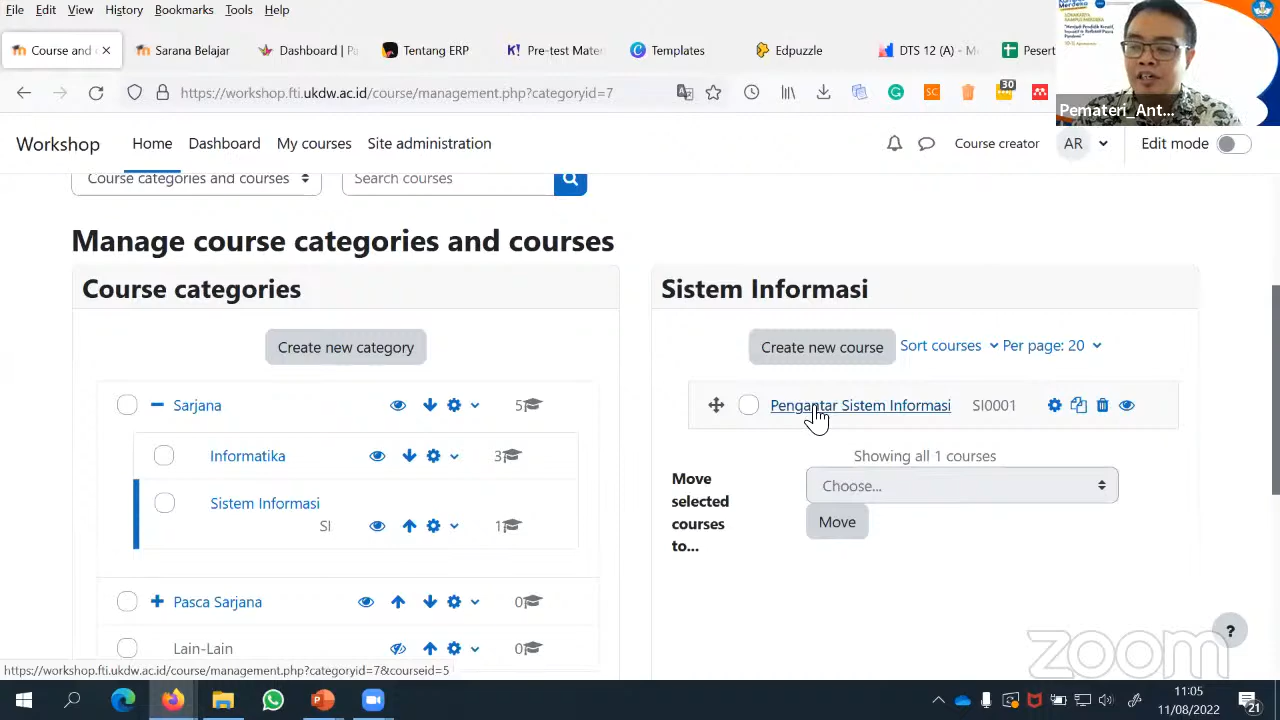 File Edit View History Bookmarks Tools Help
Course and c
Sarana Belajar
Dashboard | Pa
Tentang ERP
Pre-test Mater
Templates
Edpuzzle
DTS 12 (A) - M
Pesert
https://workshop.fti.ukdw.ac.id/course/management.php?categoryid=7
30
Pemateri_Ant...
Workshop Home Dashboard My courses Site administration Course creator AR Edit mode
Course categories and courses
Search courses
Manage course categories and courses
Course categories
Create new category
Sarjana 5
Informatika 3
Sistem Informasi
SI 1
Pasca Sarjana 0
Lain-Lain 0
Sistem Informasi
Create new course Sort courses Per page: 20
Pengantar Sistem Informasi SI0001
Showing all 1 courses
Move
selected
courses
to...
Choose...
Move
?
zoom
https://workshop.fti.ukdw.ac.id/course/management.php?categoryid=7&courseid=5
11:05
11/08/2022
21